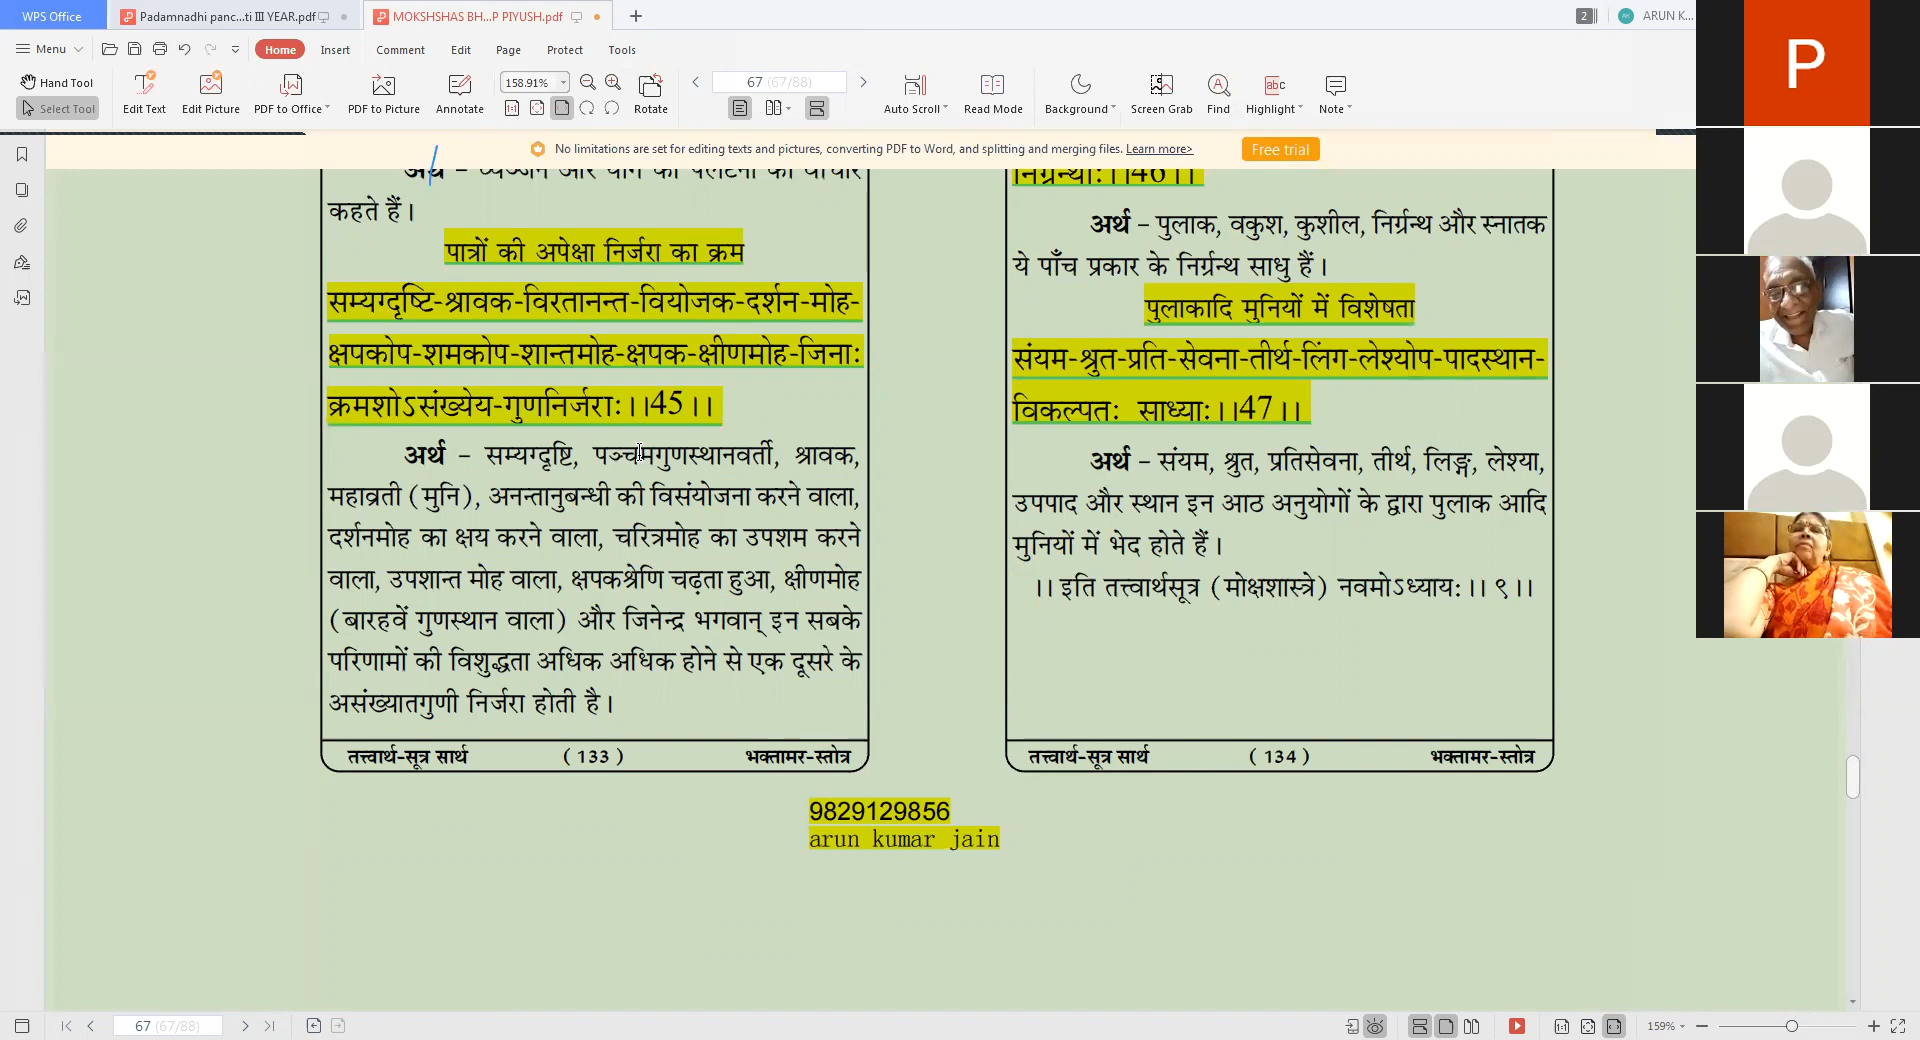 WPS Office
Padamnadhi panc...ti III YEAR.pdf
MOKSHSHAS BH...P PIYUSH.pdf
2
ARUN K...
Menu
Home
Insert
Comment
Edit
Page
Protect
Tools
Hand Tool
Select Tool
Edit Text
Edit Picture
PDF to Office
PDF to Picture
Annotate
158.91%
Rotate
67 (67/88)
Auto Scroll
Read Mode
Background
Screen Grab
Find
Highlight
Note
No limitations are set for editing texts and pictures, converting PDF to Word, and splitting and merging files. Learn more>
Free trial
P
अर्थ – व्यञ्जन और योग की पलटना को वीचार
कहते हैं।
पात्रों की अपेक्षा निर्जरा का क्रम
सम्यग्दृष्टि-श्रावक-विरतानन्त-वियोजक-दर्शन-मोह-
क्षपकोप-शमकोप-शान्तमोह-क्षपक-क्षीणमोह-जिनाः
क्रमशोऽसंख्येय-गुणनिर्जराः।।45।।
अर्थ – सम्यग्दृष्टि, पञ्चमगुणस्थानवर्ती, श्रावक,
महाव्रती (मुनि), अनन्तानुबन्धी की विसंयोजना करने वाला,
दर्शनमोह का क्षय करने वाला, चरित्रमोह का उपशम करने
वाला, उपशान्त मोह वाला, क्षपकश्रेणि चढ़ता हुआ, क्षीणमोह
(बारहवें गुणस्थान वाला) और जिनेन्द्र भगवान् इन सबके
परिणामों की विशुद्धता अधिक अधिक होने से एक दूसरे के
असंख्यातगुणी निर्जरा होती है।
तत्त्वार्थ-सूत्र सार्थ (133) भक्तामर-स्तोत्र
निर्ग्रन्थाः।।46।।
अर्थ – पुलाक, वकुश, कुशील, निर्ग्रन्थ और स्नातक
ये पाँच प्रकार के निर्ग्रन्थ साधु हैं।
पुलाकादि मुनियों में विशेषता
संयम-श्रुत-प्रति-सेवना-तीर्थ-लिंग-लेश्योप-पादस्थान-
विकल्पतः साध्याः।।47।।
अर्थ – संयम, श्रुत, प्रतिसेवना, तीर्थ, लिङ्ग, लेश्या,
उपपाद और स्थान इन आठ अनुयोगों के द्वारा पुलाक आदि
मुनियों में भेद होते हैं।
।। इति तत्त्वार्थसूत्र (मोक्षशास्त्रे) नवमोऽध्यायः।। ९।।
तत्त्वार्थ-सूत्र सार्थ (134) भक्तामर-स्तोत्र
9829129856
arun kumar jain
67 (67/88)
159%